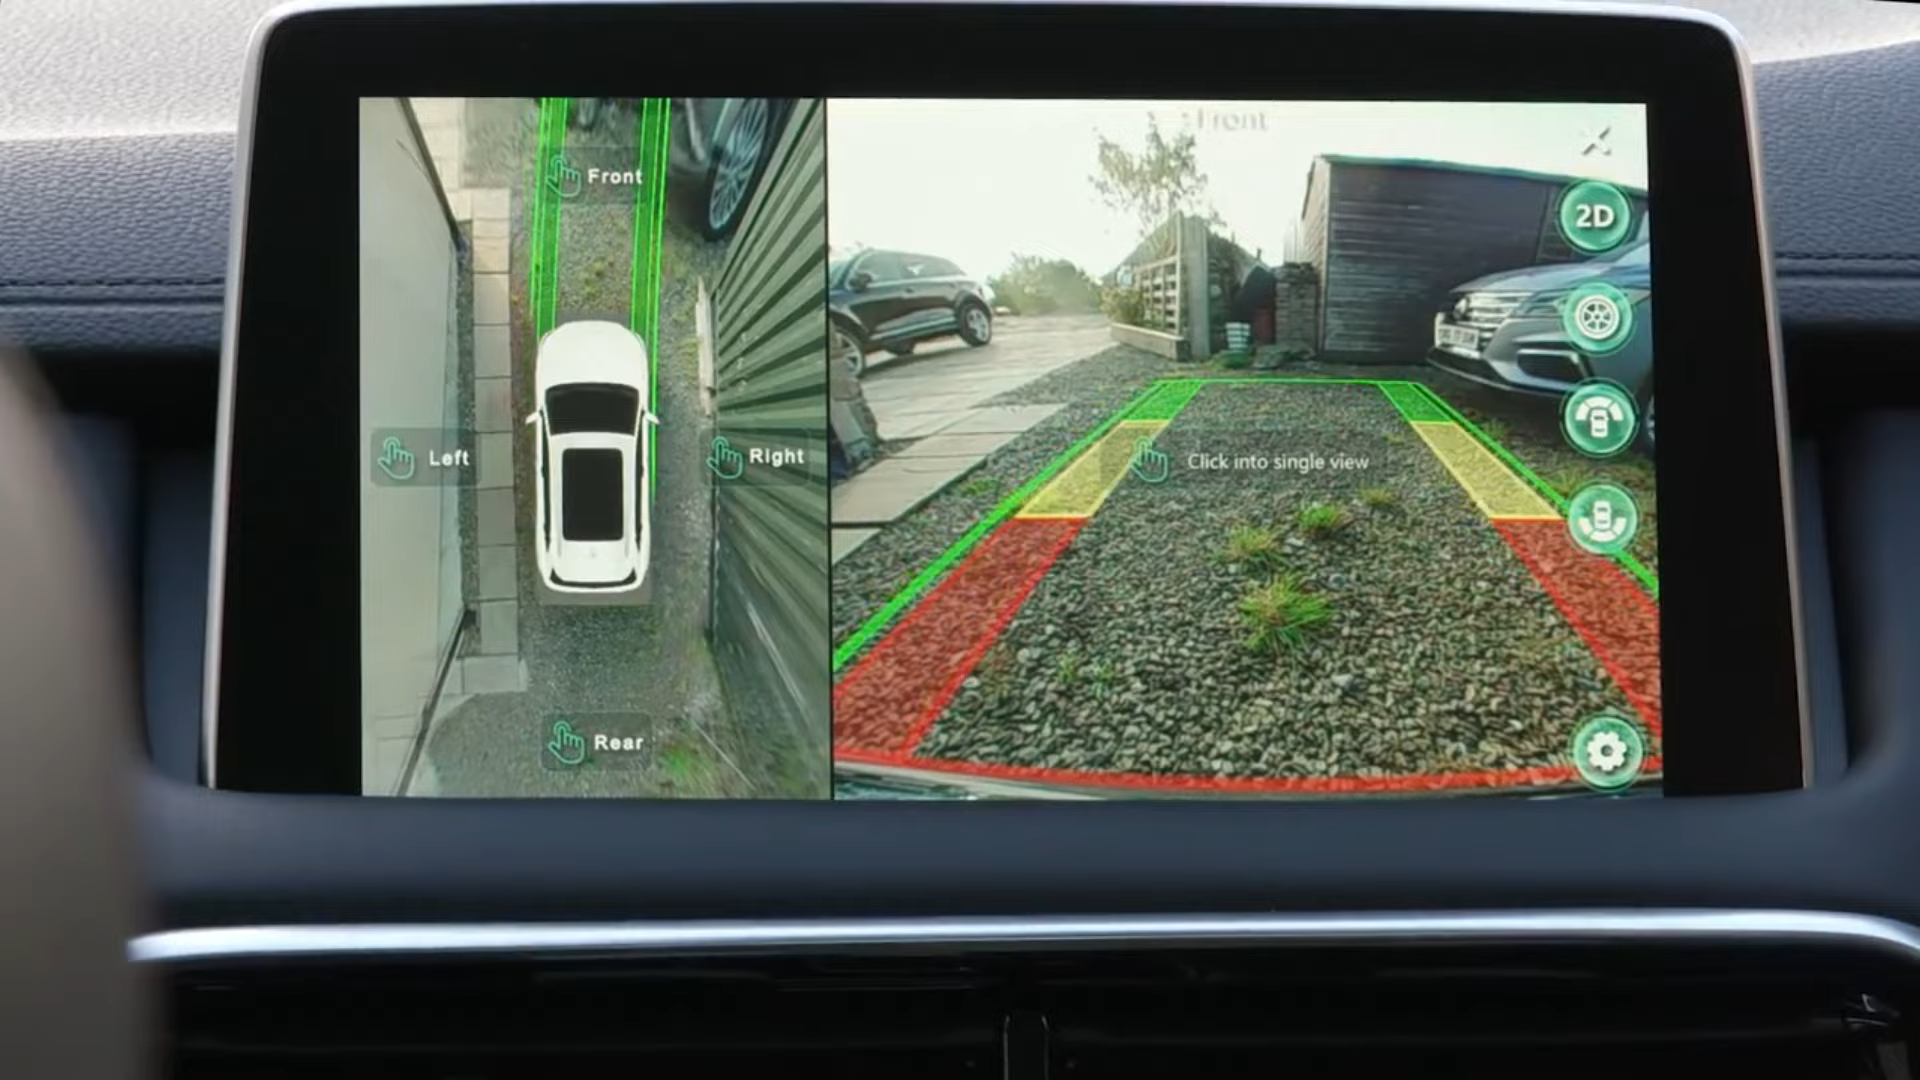 Front
Left
Right
Rear
Front
2D
Click into single view